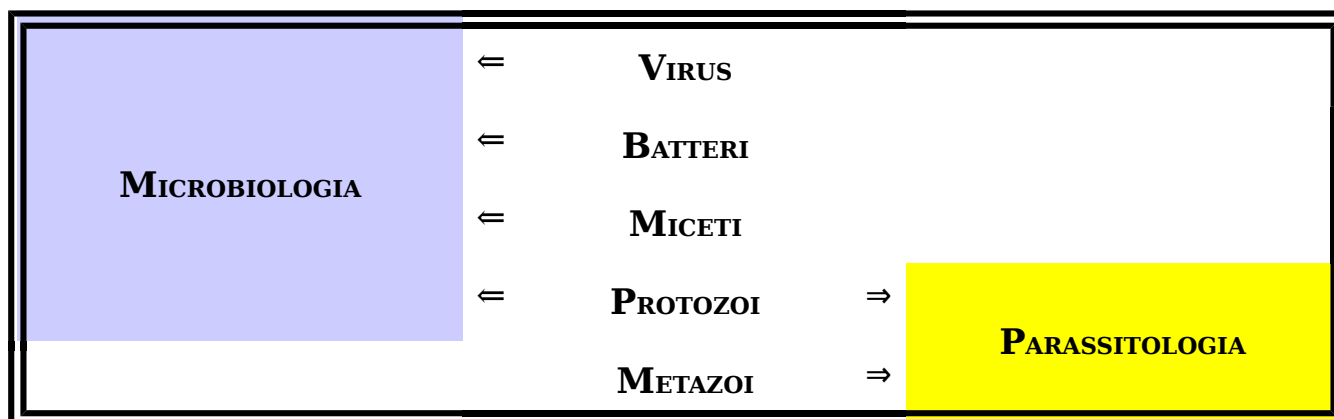 ⇐ VIRUS
⇐ BATTERI
MICROBIOLOGIA
⇐ MICETI
⇐ PROTOZOI ⇒
PARASSITOLOGIA
METAZOI ⇒